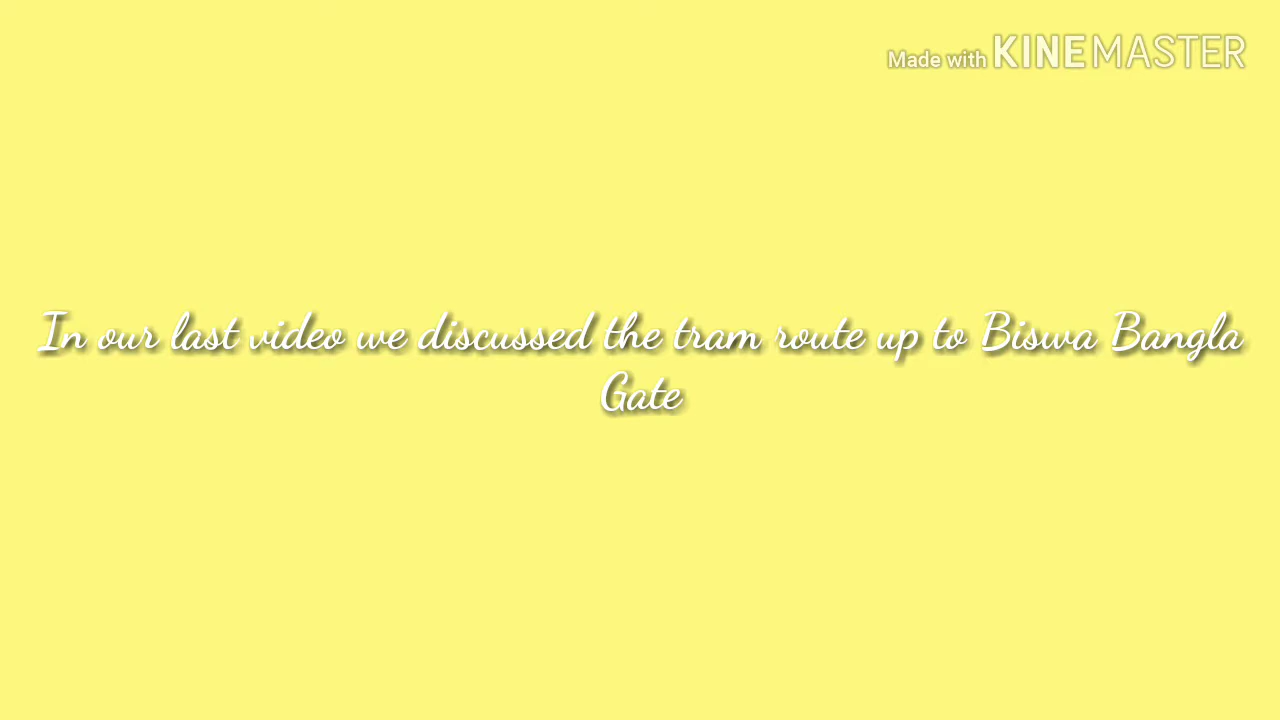 Made with KINEMASTER
In our last video we discussed the tram route up to Biswa Bangla
Gate